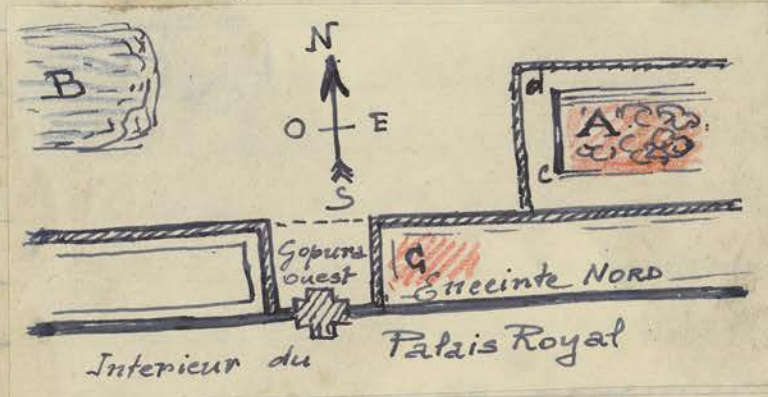 N
B
O E
S
d
A
c
Gopura
ouest
G
Enceinte NORD
Interieur du Palais Royal